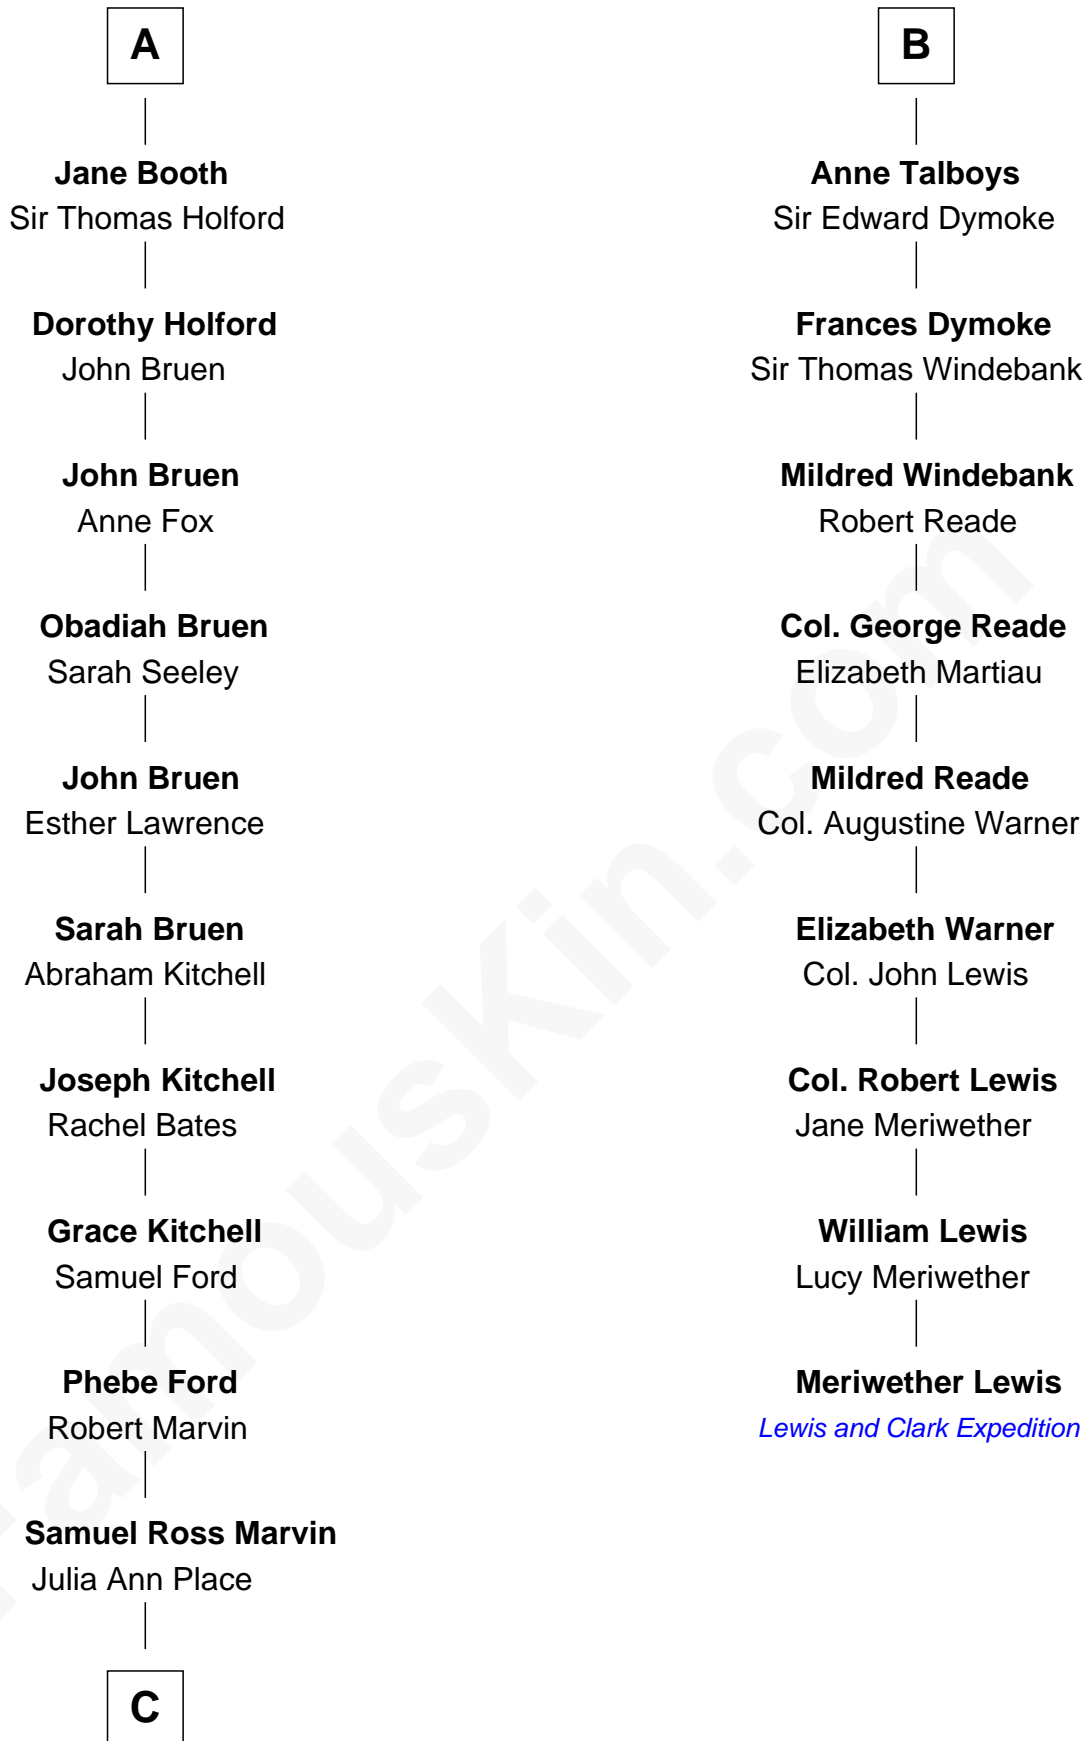 A
Jane Booth
Sir Thomas Holford
Dorothy Holford
John Bruen
John Bruen
Anne Fox
Obadiah Bruen
Sarah Seeley
John Bruen
Esther Lawrence
Sarah Bruen
Abraham Kitchell
Joseph Kitchell
Rachel Bates
Grace Kitchell
Samuel Ford
Phebe Ford
Robert Marvin
Samuel Ross Marvin
Julia Ann Place
C
B
Anne Talboys
Sir Edward Dymoke
Frances Dymoke
Sir Thomas Windebank
Mildred Windebank
Robert Reade
Col. George Reade
Elizabeth Martiau
Mildred Reade
Col. Augustine Warner
Elizabeth Warner
Col. John Lewis
Col. Robert Lewis
Jane Meriwether
William Lewis
Lucy Meriwether
Meriwether Lewis
Lewis and Clark Expedition
FamousKin.com